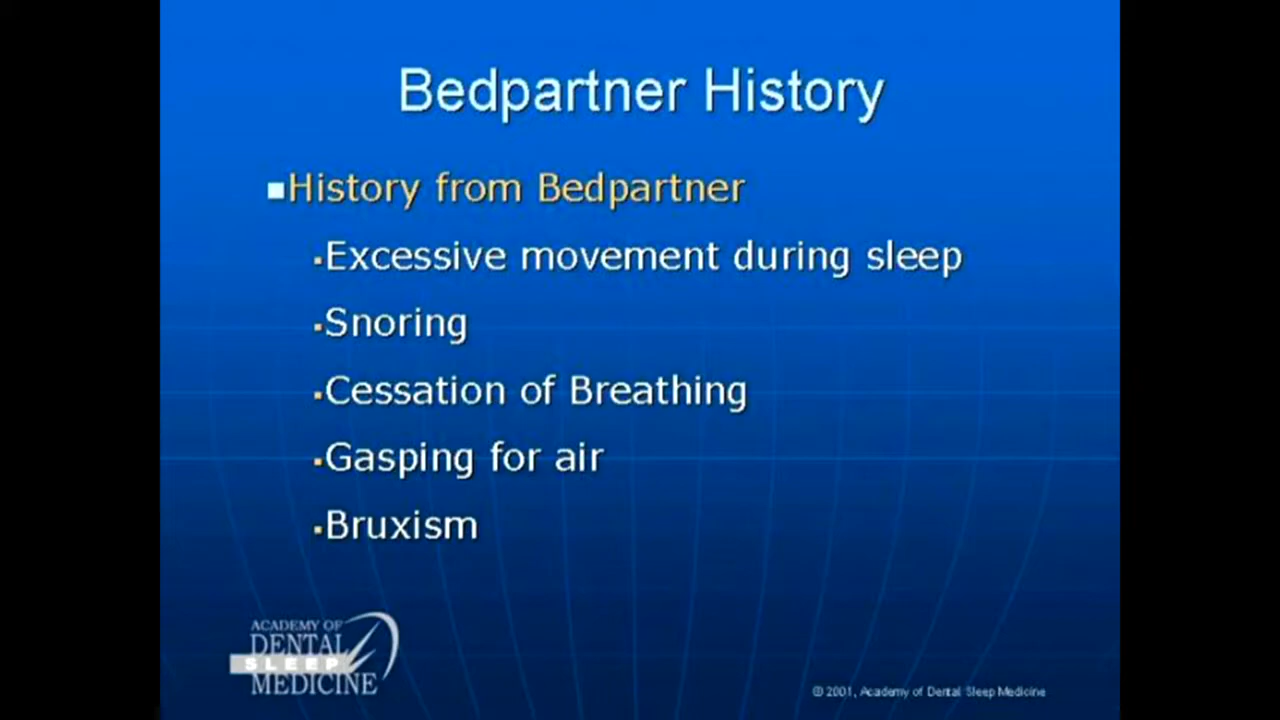 Bedpartner History
History from Bedpartner
Excessive movement during sleep
Snoring
Cessation of Breathing
Gasping for air
Bruxism
ACADEMY OF
DENTAL
SLEEP
MEDICINE
© 2001, Academy of Dental Sleep Medicine